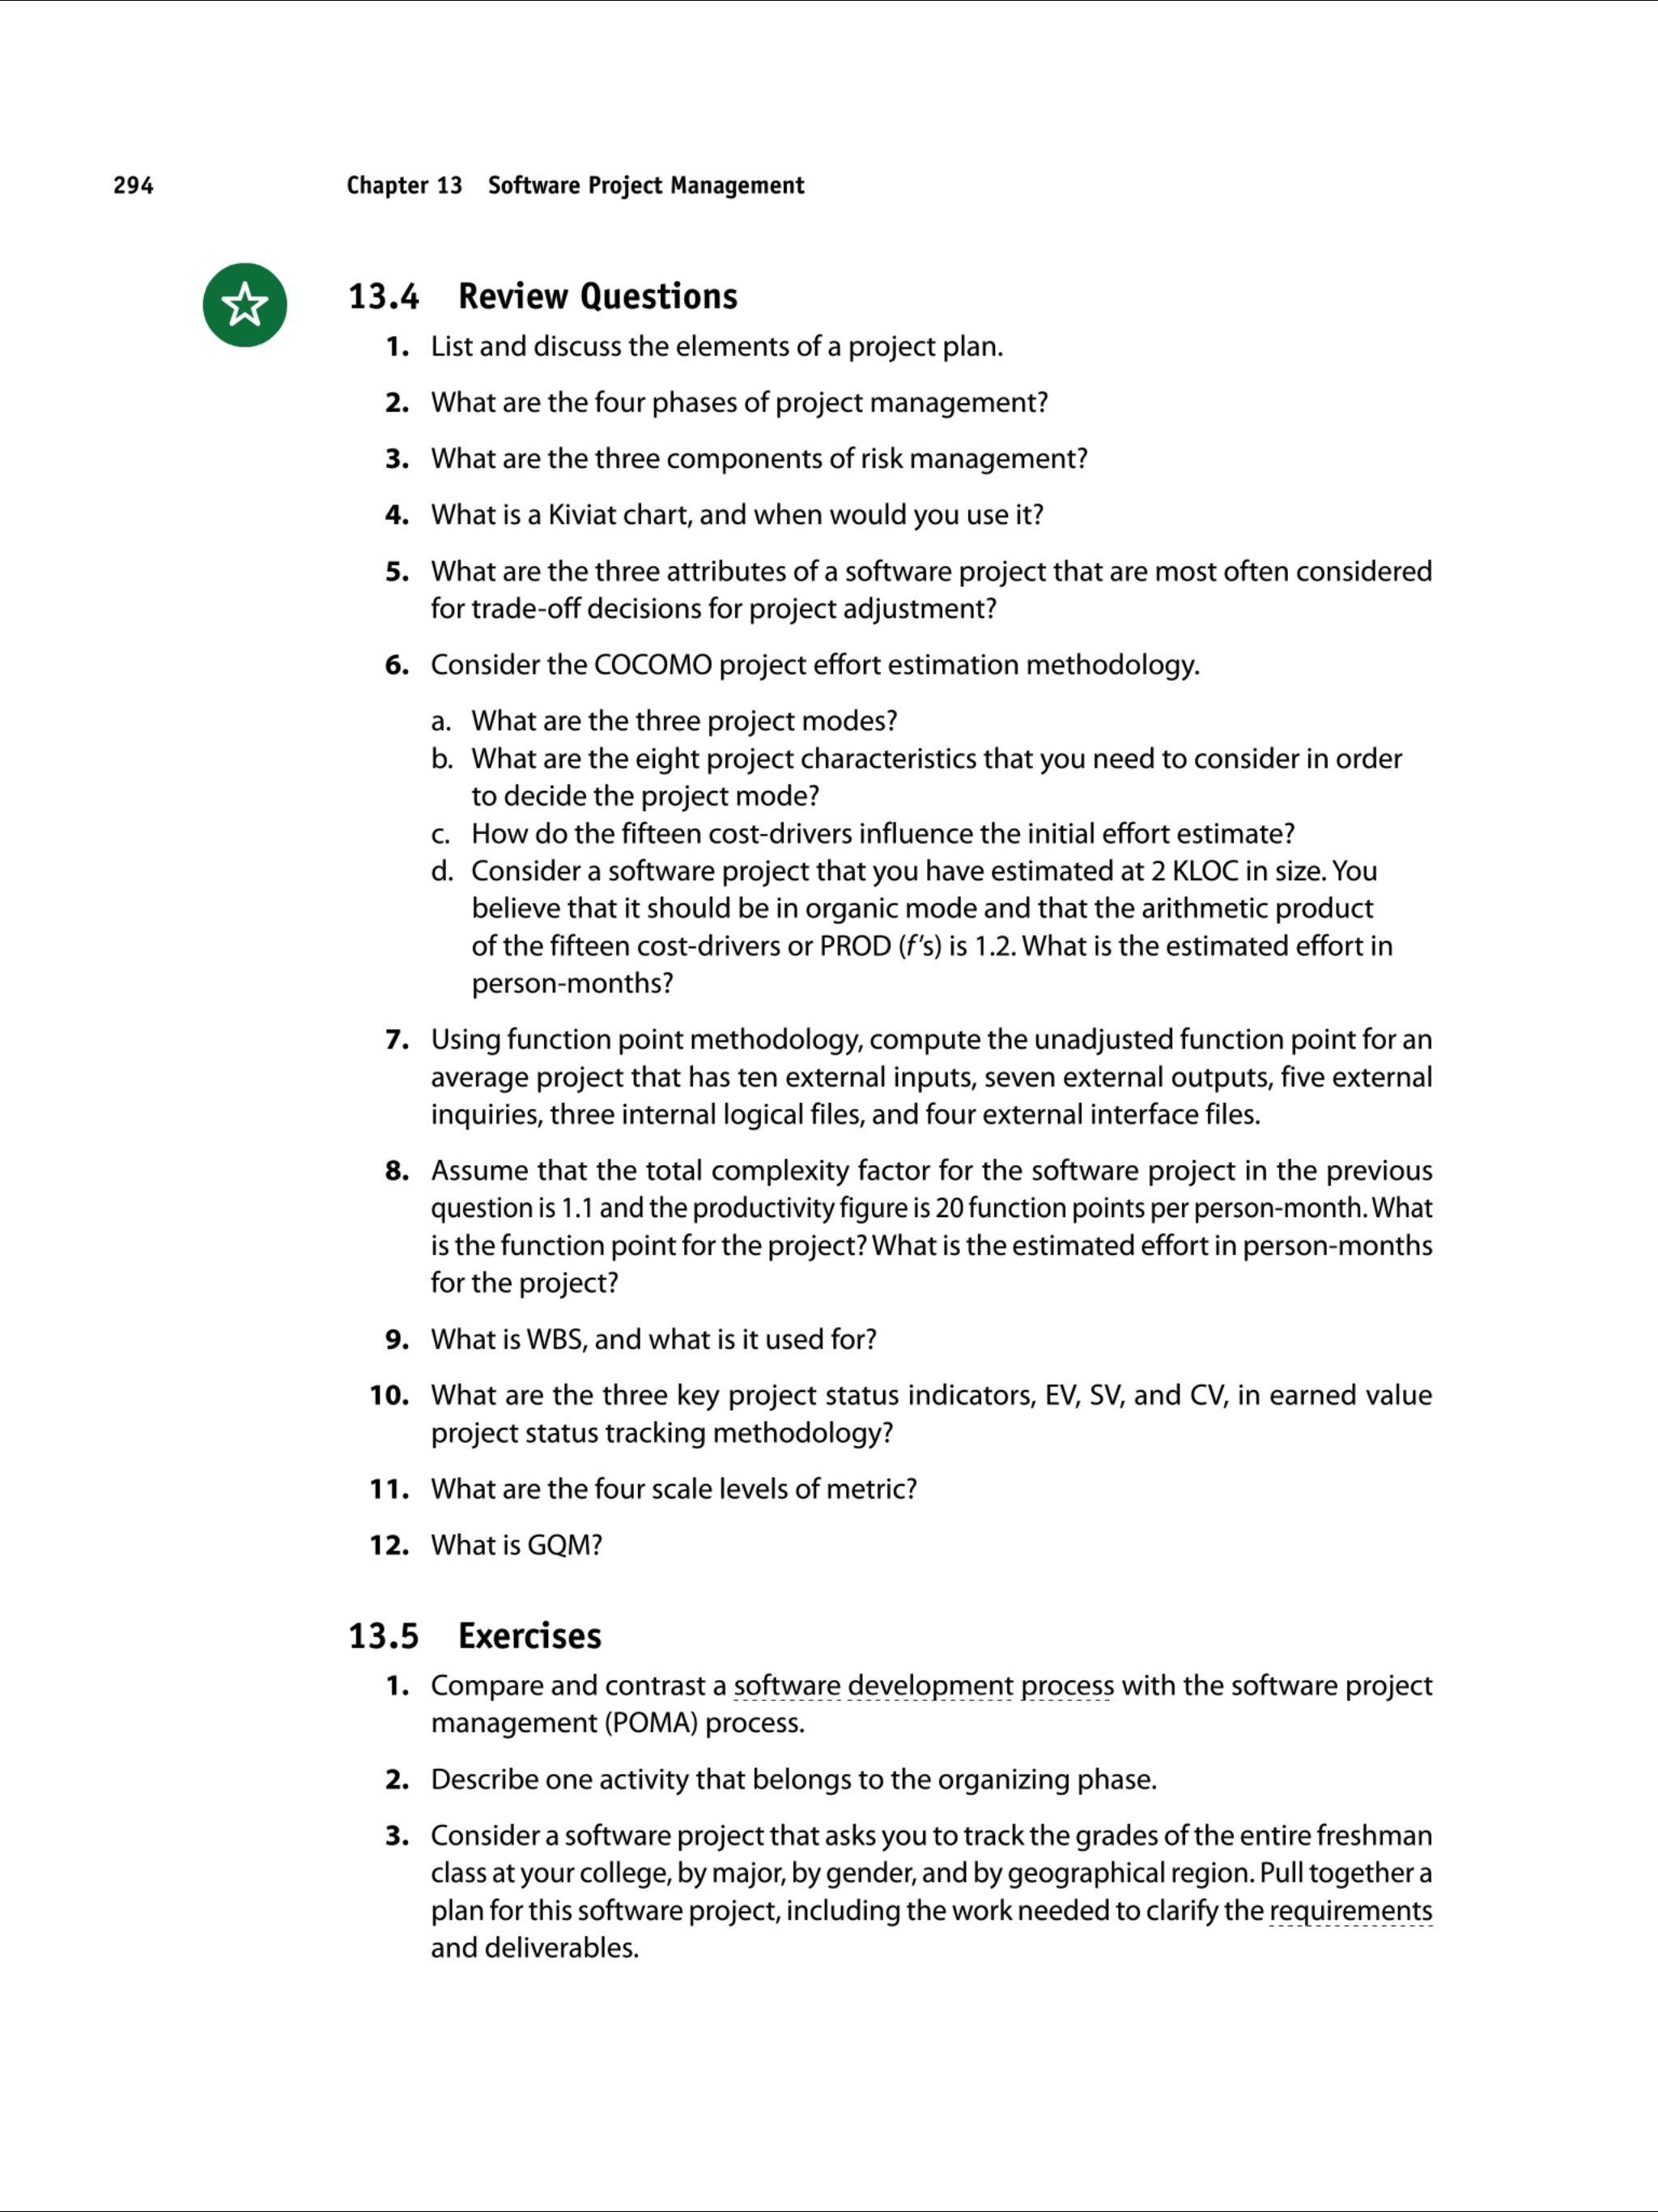 294 Chapter 13 Software Project Management
13.4 Review Questions
1. List and discuss the elements of a project plan.
2. What are the four phases of project management?
3. What are the three components of risk management?
4. What is a Kiviat chart, and when would you use it?
5. What are the three attributes of a software project that are most often considered
for trade-off decisions for project adjustment?
6. Consider the COCOMO project effort estimation methodology.
a. What are the three project modes?
b. What are the eight project characteristics that you need to consider in order
to decide the project mode?
c. How do the fifteen cost-drivers influence the initial effort estimate?
d. Consider a software project that you have estimated at 2 KLOC in size. You
believe that it should be in organic mode and that the arithmetic product
of the fifteen cost-drivers or PROD (f’s) is 1.2. What is the estimated effort in
person-months?
7. Using function point methodology, compute the unadjusted function point for an
average project that has ten external inputs, seven external outputs, five external
inquiries, three internal logical files, and four external interface files.
8. Assume that the total complexity factor for the software project in the previous
question is 1.1 and the productivity figure is 20 function points per person-month. What
is the function point for the project? What is the estimated effort in person-months
for the project?
9. What is WBS, and what is it used for?
10. What are the three key project status indicators, EV, SV, and CV, in earned value
project status tracking methodology?
11. What are the four scale levels of metric?
12. What is GQM?
13.5 Exercises
1. Compare and contrast a software development process with the software project
management (POMA) process.
2. Describe one activity that belongs to the organizing phase.
3. Consider a software project that asks you to track the grades of the entire freshman
class at your college, by major, by gender, and by geographical region. Pull together a
plan for this software project, including the work needed to clarify the requirements
and deliverables.